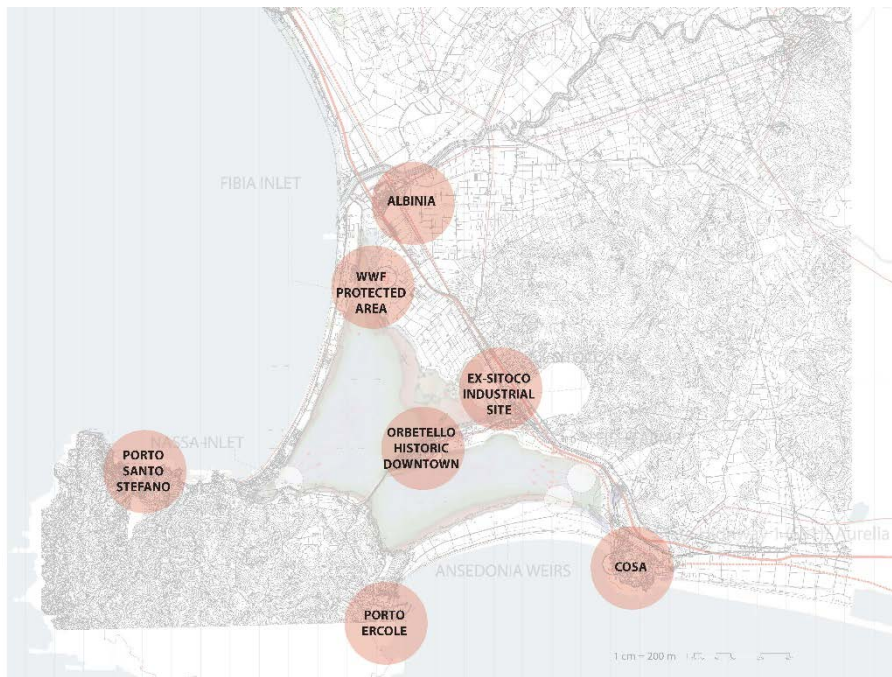 FIBIA INLET
ALBINIA
WWF
PROTECTED
AREA
EX-SITOCO
INDUSTRIAL
SITE
NASSA INLET
ORBETELLO
HISTORIC
DOWNTOWN
PORTO
SANTO
STEFANO
Aurelia
ANSEDONIA WEIRS
COSA
PORTO
ERCOLE
1 cm = 200 m